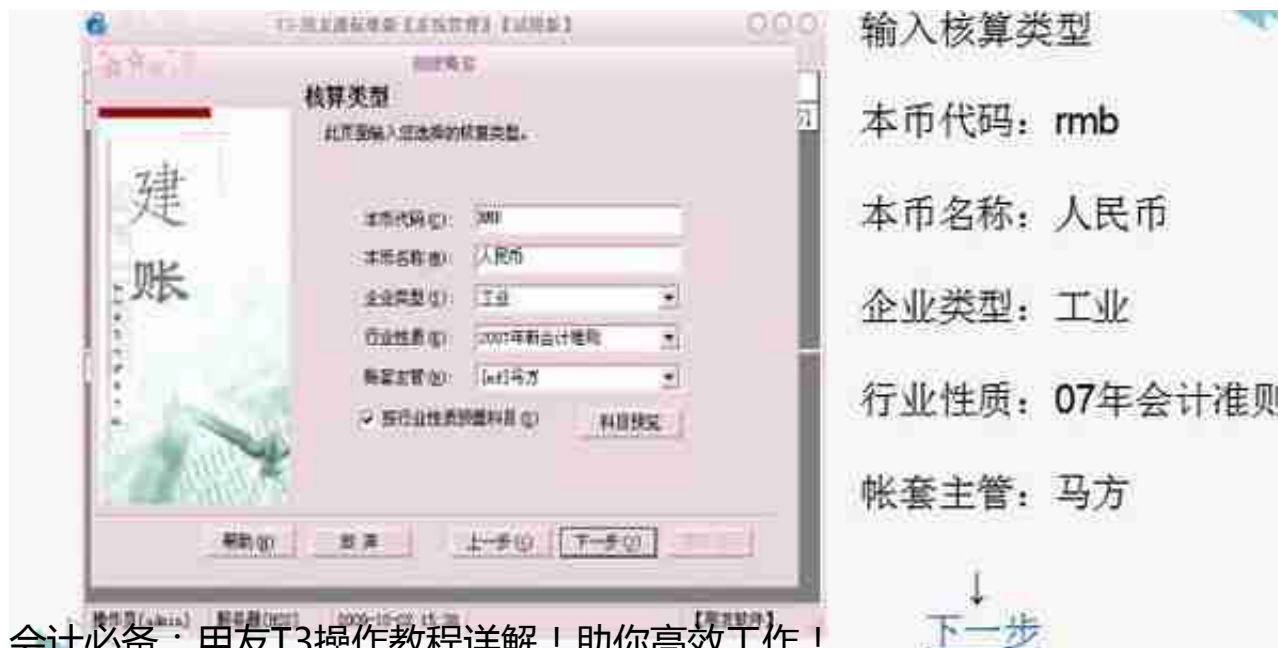 核算类型
此页面输入您选择的核算类型。
建
账
本币代码(C):
本币名称(N): 人民币
企业类型(T): 工业
行业性质(E): 2007年新会计准则
账套主管(H): 马方
按行业性质预置科目(S)
科目预览
帮助(H)
放弃
上一步(U)
下一步(D)
输入核算类型
本币代码：rmb
本币名称：人民币
企业类型：工业
行业性质：07年会计准则
帐套主管：马方
↓
下一步
会计必备：用友T3操作教程详解！助你高效工作！